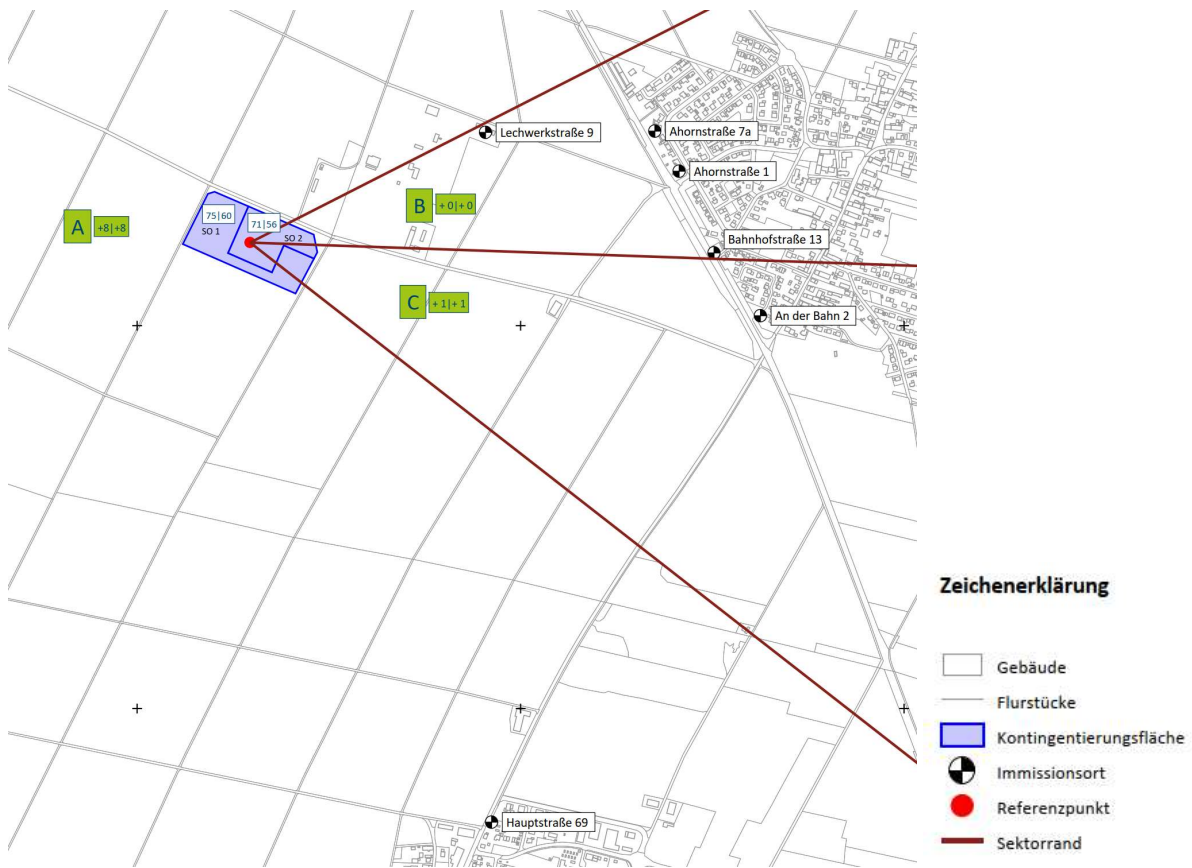 Lechwerkstraße 9
Ahornstraße 7a
Ahornstraße 1
B
+ 0|+ 0
75|60
A
+8|+8
71|56
SO 1
SO 2
Bahnhofstraße 13
C
+ 1|+ 1
An der Bahn 2
Zeichenerklärung
Gebäude
Flurstücke
Kontingentierungsfläche
Immissionsort
Referenzpunkt
Sektorrand
Hauptstraße 69